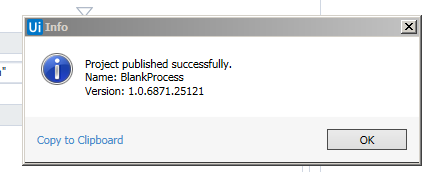 Ui Info
Project published successfully.
Name: BlankProcess
Version: 1.0.6871.25121
Copy to Clipboard
OK